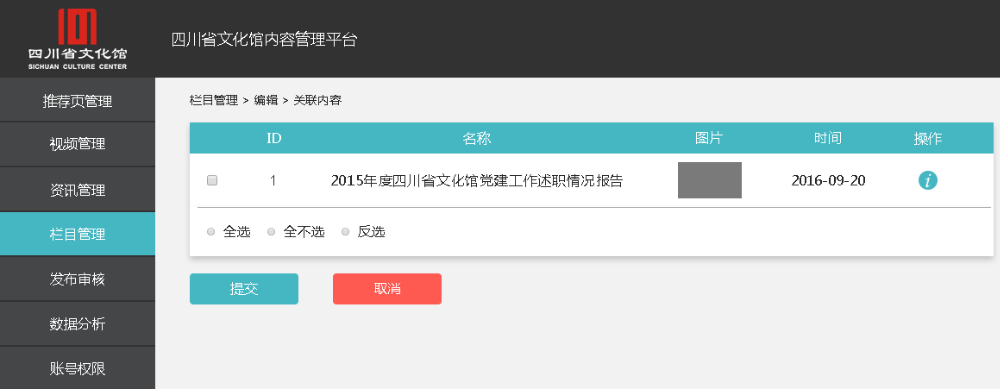 四川省文化馆
SICHUAN CULTURE CENTER
四川省文化馆内容管理平台
推荐页管理
视频管理
资讯管理
栏目管理
发布审核
数据分析
账号权限
栏目管理 > 编辑 > 关联内容
ID 名称 图片 时间 操作
1 2015年度四川省文化馆党建工作述职情况报告 2016-09-20 i
全选 全不选 反选
提交 取消